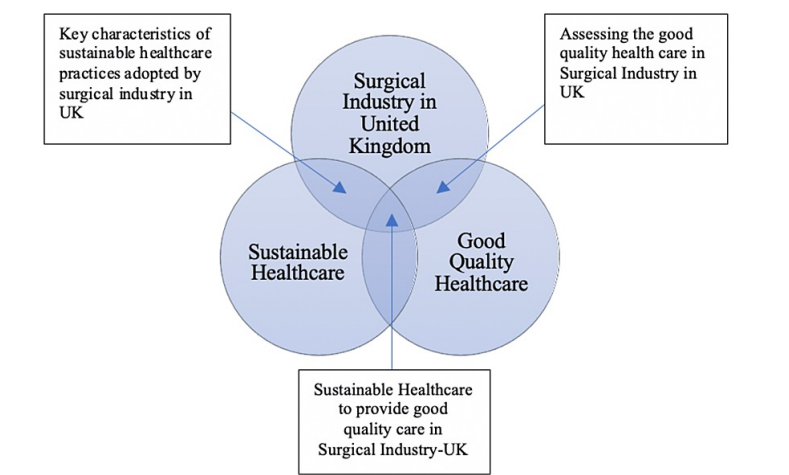 Key characteristics of
sustainable healthcare
practices adopted by
surgical industry in
UK
Assessing the good
quality health care in
Surgical Industry in
UK
Surgical
Industry in
United
Kingdom
Sustainable
Healthcare
Good
Quality
Healthcare
Sustainable Healthcare
to provide good
quality care in
Surgical Industry-UK